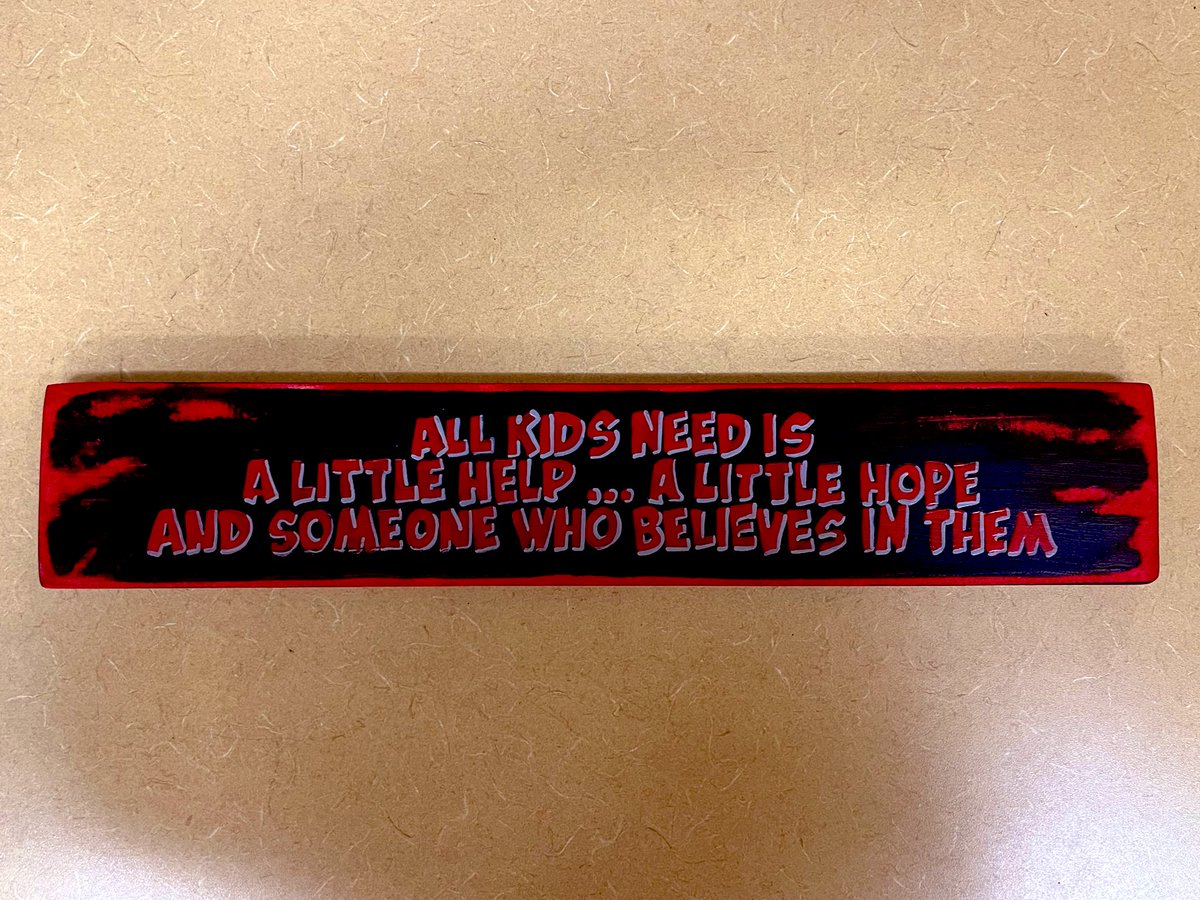 ALL KIDS NEED IS
A LITTLE HELP ... A LITTLE HOPE
AND SOMEONE WHO BELIEVES IN THEM